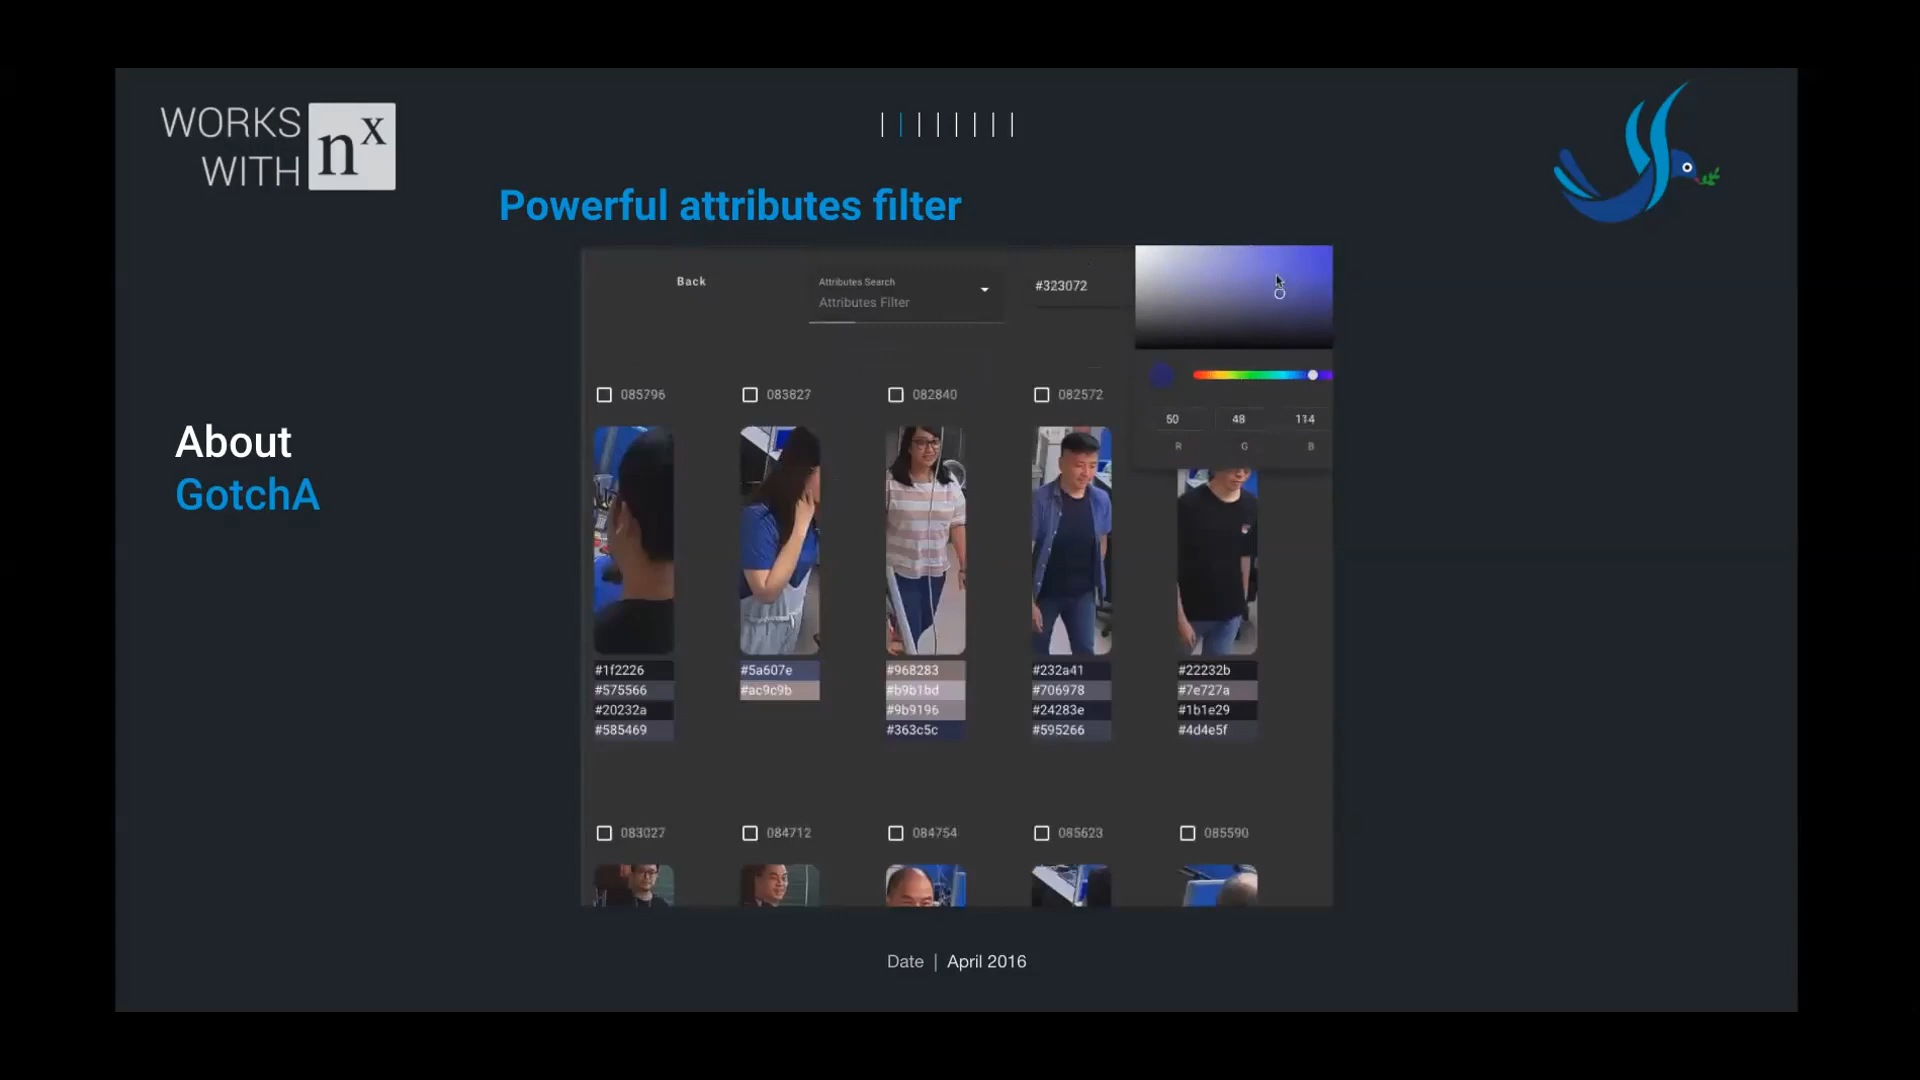 WORKS
WITH nx
Powerful attributes filter
Back
Attributes Search
Attributes Filter
#323072
50 48 114
R G B
085796 083827 082840 082572
About
GotchA
#1f2226 #5a607e #968283 #232a41 #22232b
#575566 #ac9c9b #b9b1bd #706978 #7e727a
#20232a #9b9196 #24283e #1b1e29
#585469 #363c5c #595266 #4d4e5f
083027 084712 084754 085623 085590
Date | April 2016